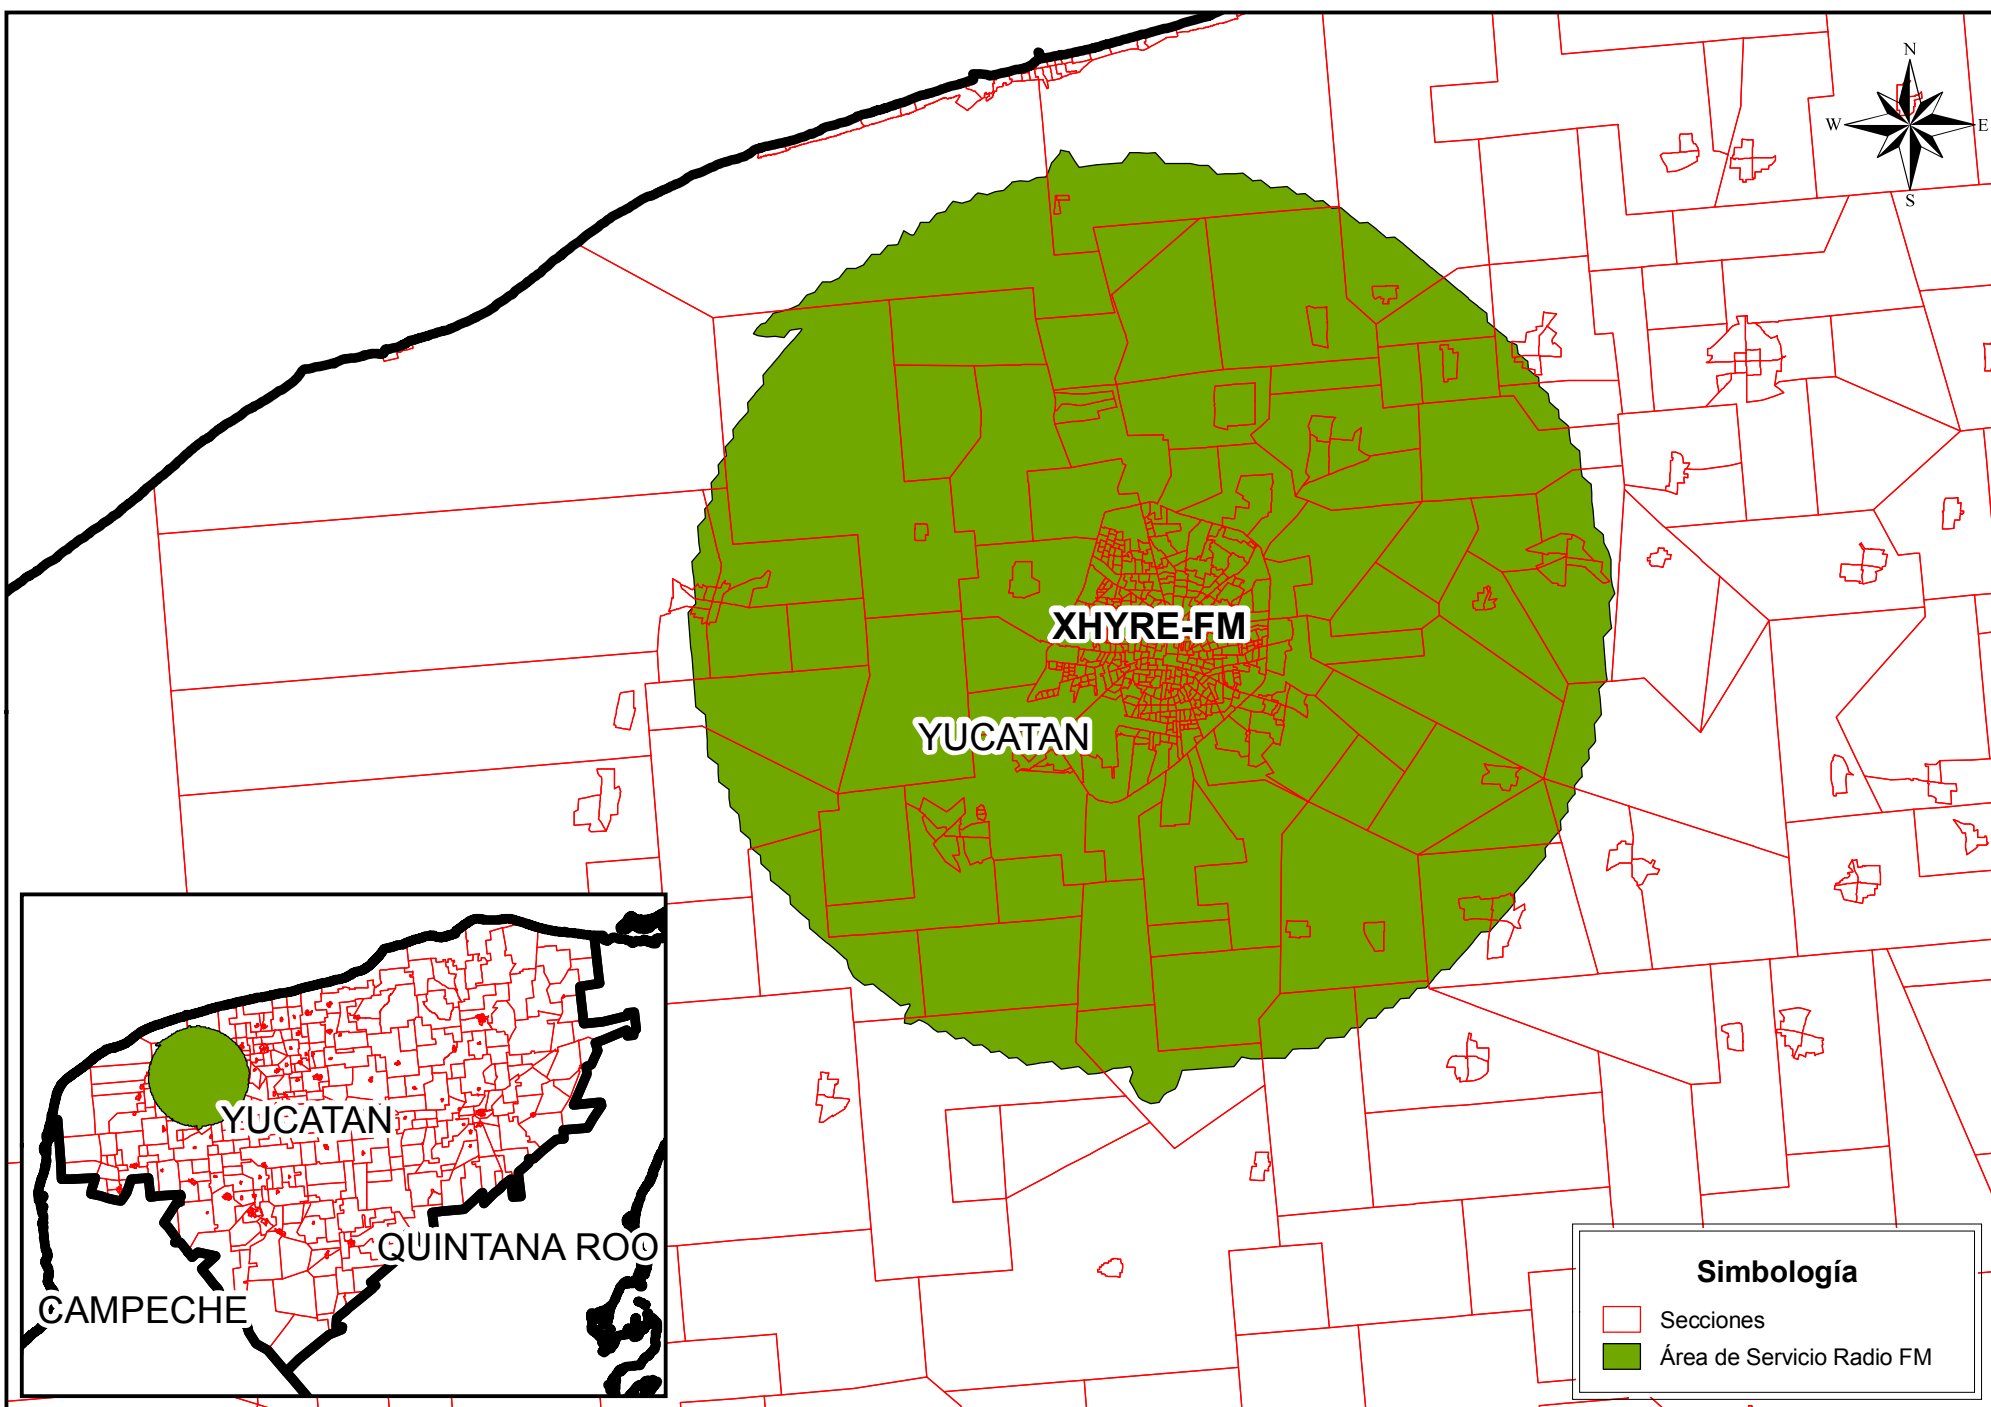 N
W
E
S
XHYRE-FM
YUCATAN
YUCATAN
QUINTANA ROO
CAMPECHE
Simbología
Secciones
Área de Servicio Radio FM